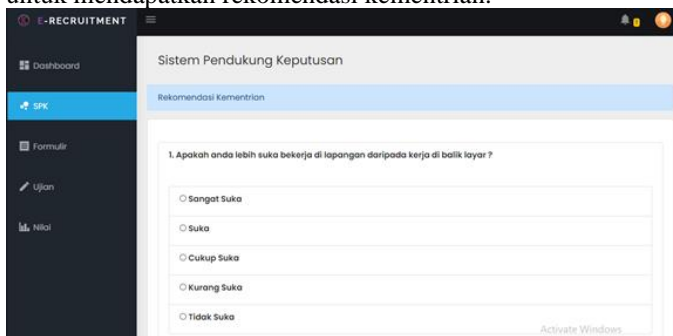 untuk mendapatkan rekomendasi kementrian.
E-RECRUITMENT
Dashboard
SPK
Formulir
Ujian
Nilai
Sistem Pendukung Keputusan
Rekomendasi Kementrian
1. Apakah anda lebih suka bekerja di lapangan daripada kerja di balik layar ?
Sangat Suka
Suka
Cukup Suka
Kurang Suka
Tidak Suka
Activate Windows